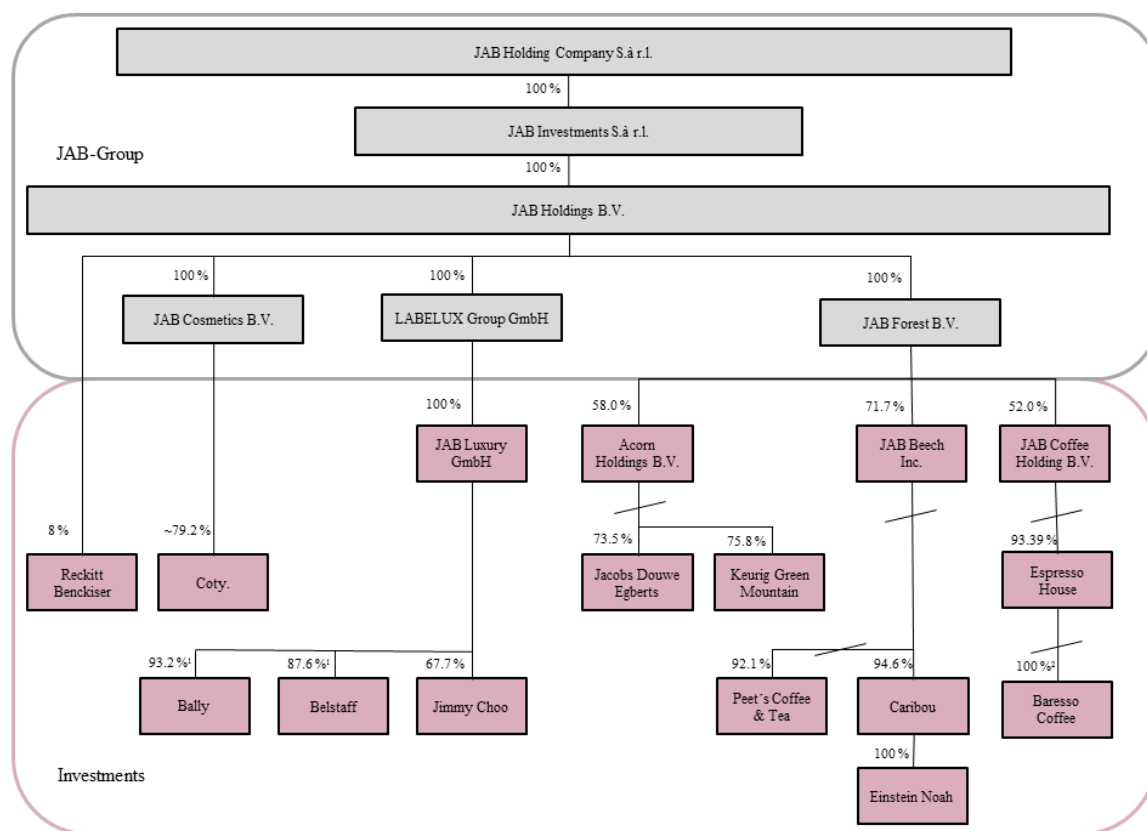 JAB Holding Company S.à r.l.
100 %
JAB Investments S.à r.l.
JAB-Group
100 %
JAB Holdings B.V.
100 %
100 %
100 %
JAB Cosmetics B.V.
LABELUX Group GmbH
JAB Forest B.V.
100 %
58.0 %
71.7 %
52.0 %
JAB Luxury
GmbH
Acorn
Holdings B.V.
JAB Beech
Inc.
JAB Coffee
Holding B.V.
8 %
~79.2 %
73.5 %
75.8 %
93.39 %
Reckitt
Benckiser
Coty.
Jacobs Douwe
Egberts
Keurig Green
Mountain
Espresso
House
93.2 %¹
87.6 %¹
67.7 %
92.1 %
94.6 %
100 %²
Bally
Belstaff
Jimmy Choo
Peet´s Coffee
& Tea
Caribou
Baresso
Coffee
100 %
Investments
Einstein Noah